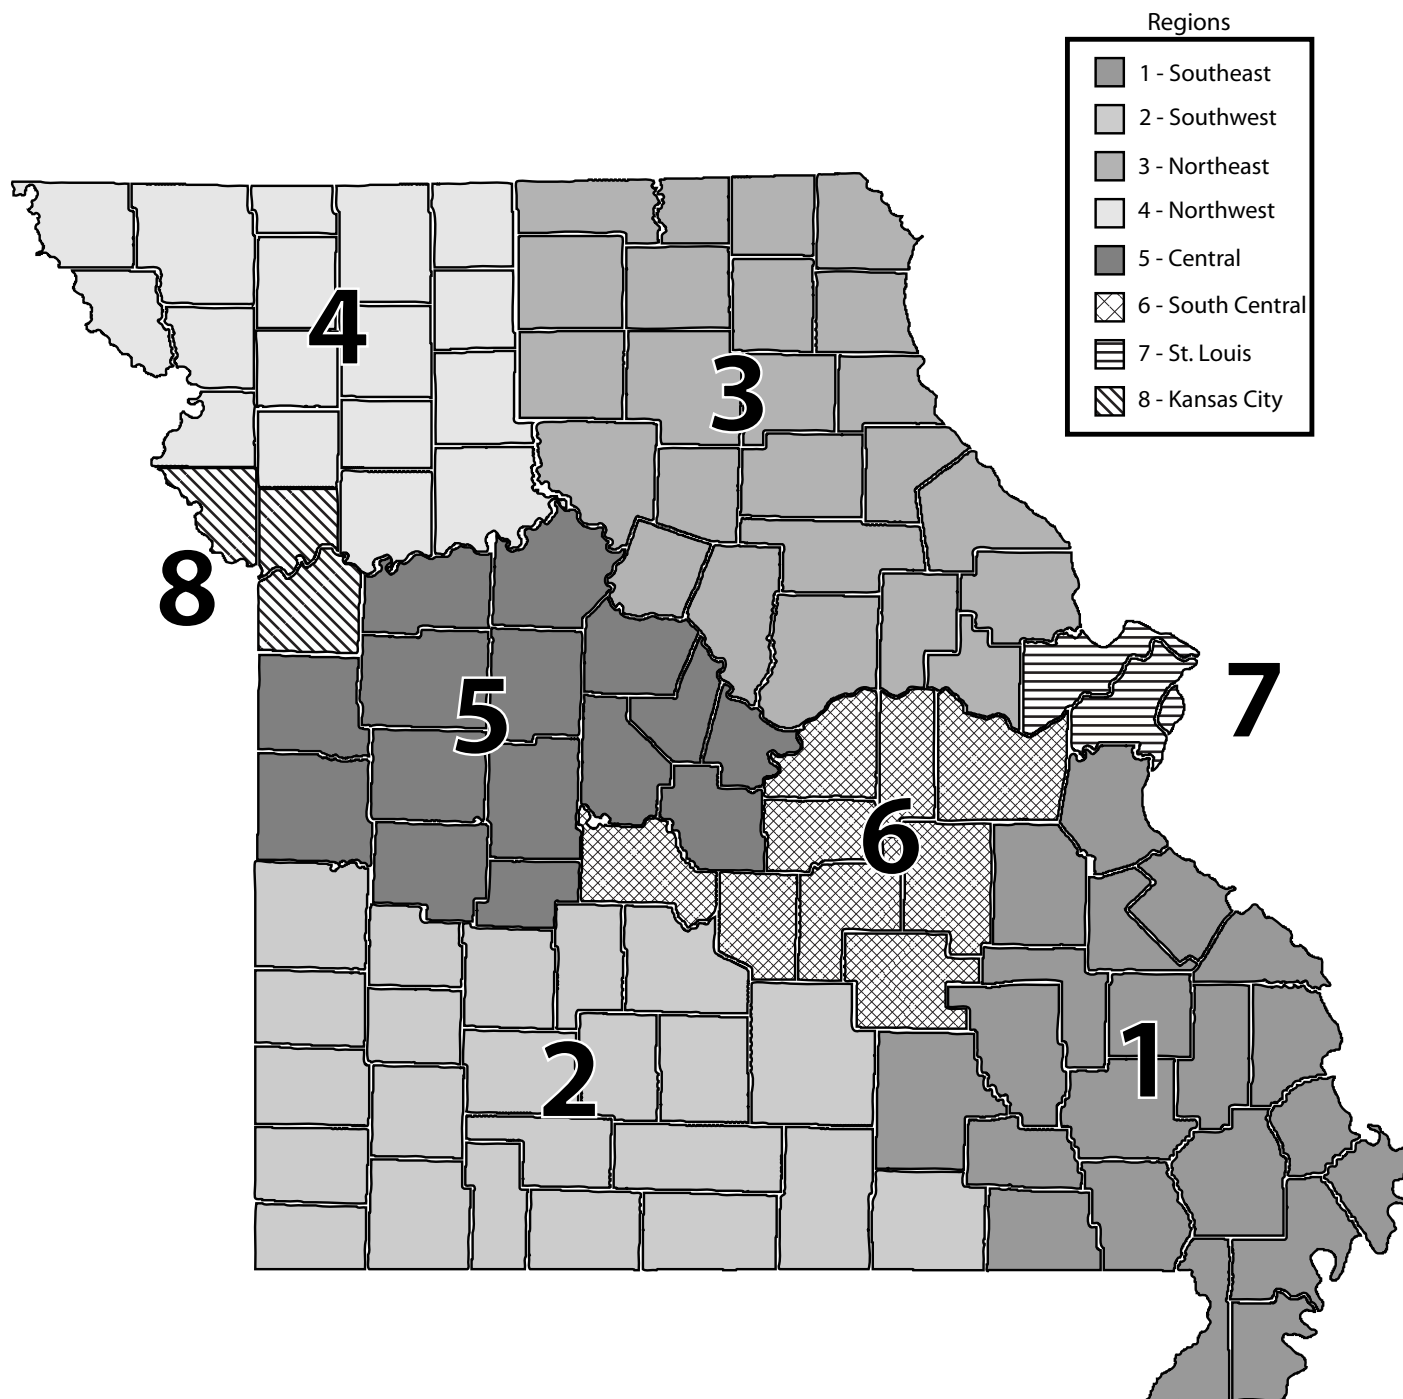 Regions
1 - Southeast
2 - Southwest
3 - Northeast
4 - Northwest
5 - Central
6 - South Central
7 - St. Louis
8 - Kansas City
4
3
8
5
7
6
2
1